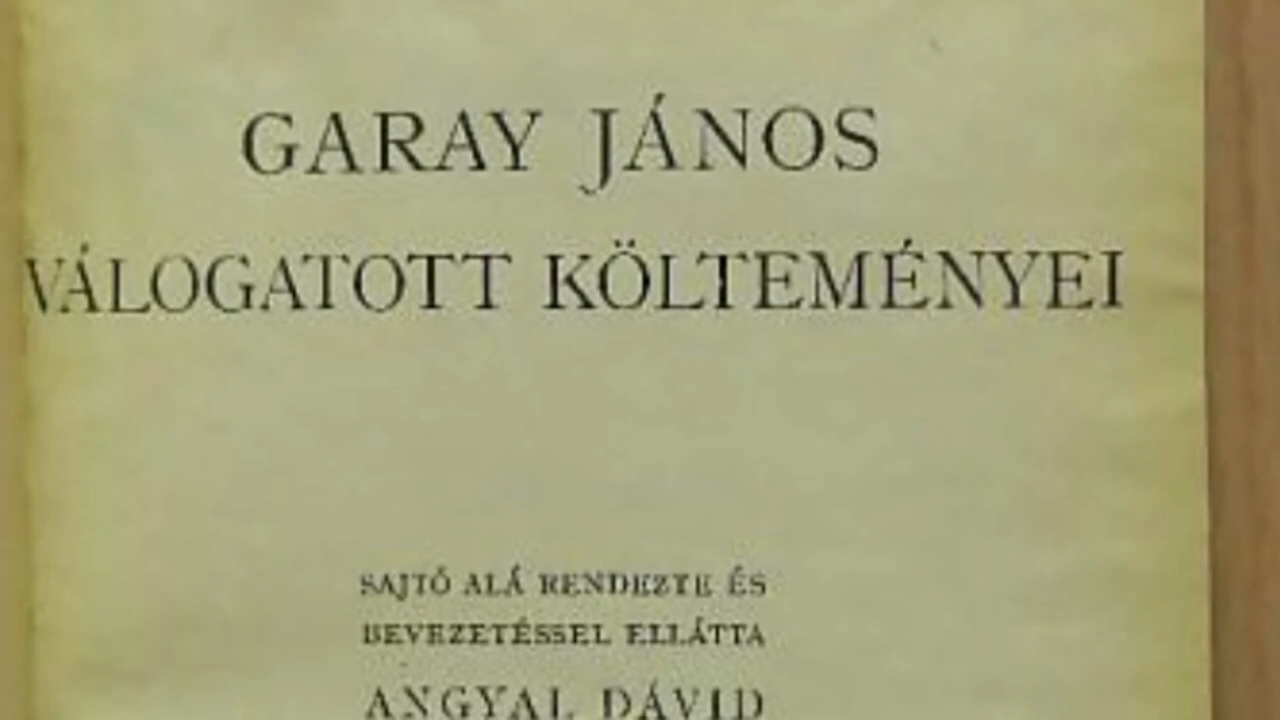 GARAY JÁNOS
VÁLOGATOTT KÖLTEMÉNYEI
SAJTÓ ALÁ RENDEZTE ÉS
BEVEZETÉSSEL ELLÁTTA
ANGYAL DÁVID